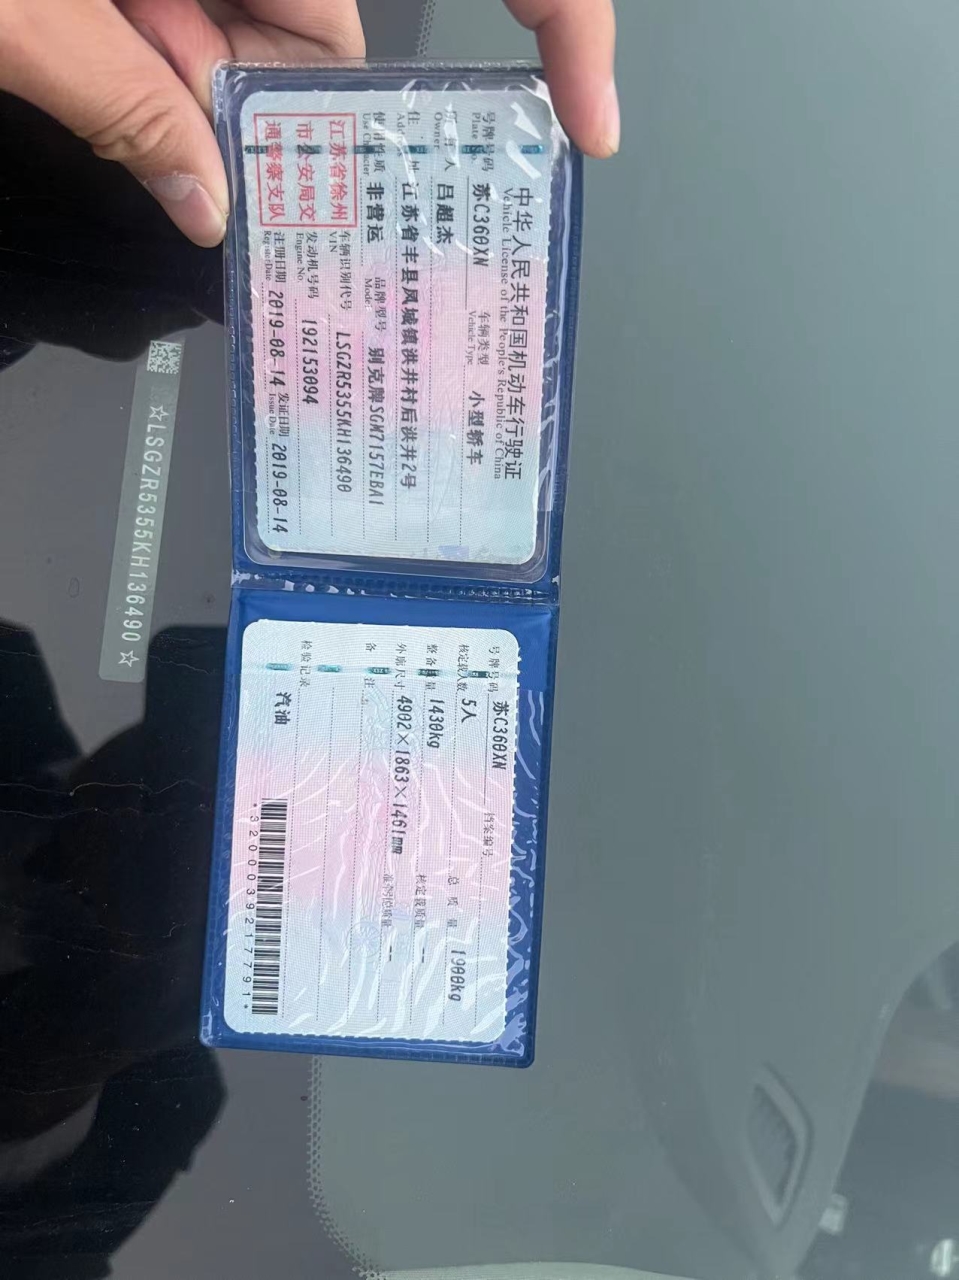 中华人民共和国机动车行驶证
Vehicle License of the People's Republic of China
号牌号码 苏C360XN 车辆类型 小型轿车
Plate No. Vehicle Type
所有人 吕超杰
Owner
住址 江苏省丰县凤城镇洪井村后洪井2号
使用性质 非营运 品牌型号 别克牌SGM7157EBA1
Use Character Model
江苏省徐州
市公安局交
通警察支队
车辆识别代号 LSGZR5355KH136490
VIN
发动机号码 192153094
Engine No.
注册日期 2019-08-14 发证日期 2019-08-14
Register Date Issue Date
号牌号码 苏C360XN 档案编号
核定载人数 5人 总质量 1900kg
整备质量 1430kg 核定载质量 --
外廓尺寸 4902×1863×1461mm 准牵引总质量 --
备注
检验记录
汽油
*3200039217791*
☆LSGZR5355KH136490☆